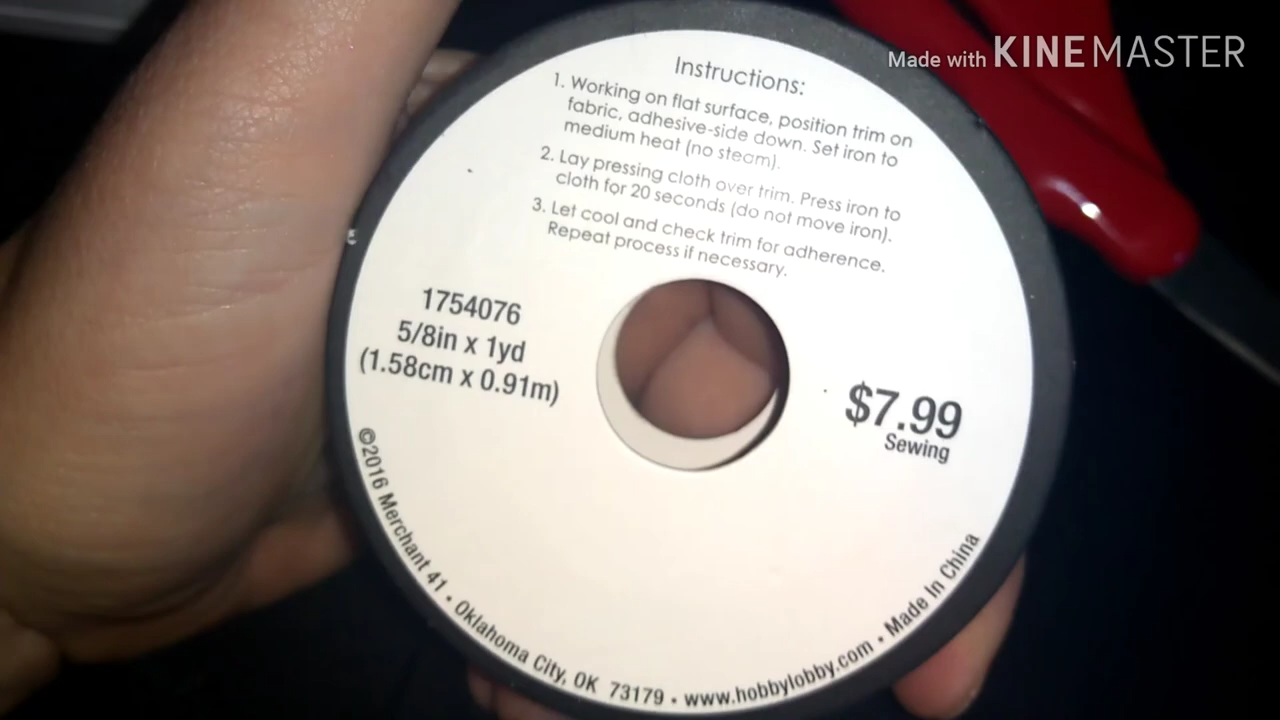 Made with KINEMASTER
Instructions:
1. Working on flat surface, position trim on
fabric, adhesive-side down. Set iron to
medium heat (no steam).
2. Lay pressing cloth over trim. Press iron to
cloth for 20 seconds (do not move iron).
3. Let cool and check trim for adherence.
Repeat process if necessary.
1754076
5/8in x 1yd
(1.58cm x 0.91m)
$7.99
Sewing
©2016 Merchant 41 • Oklahoma City, OK 73179 • www.hobbylobby.com • Made In China